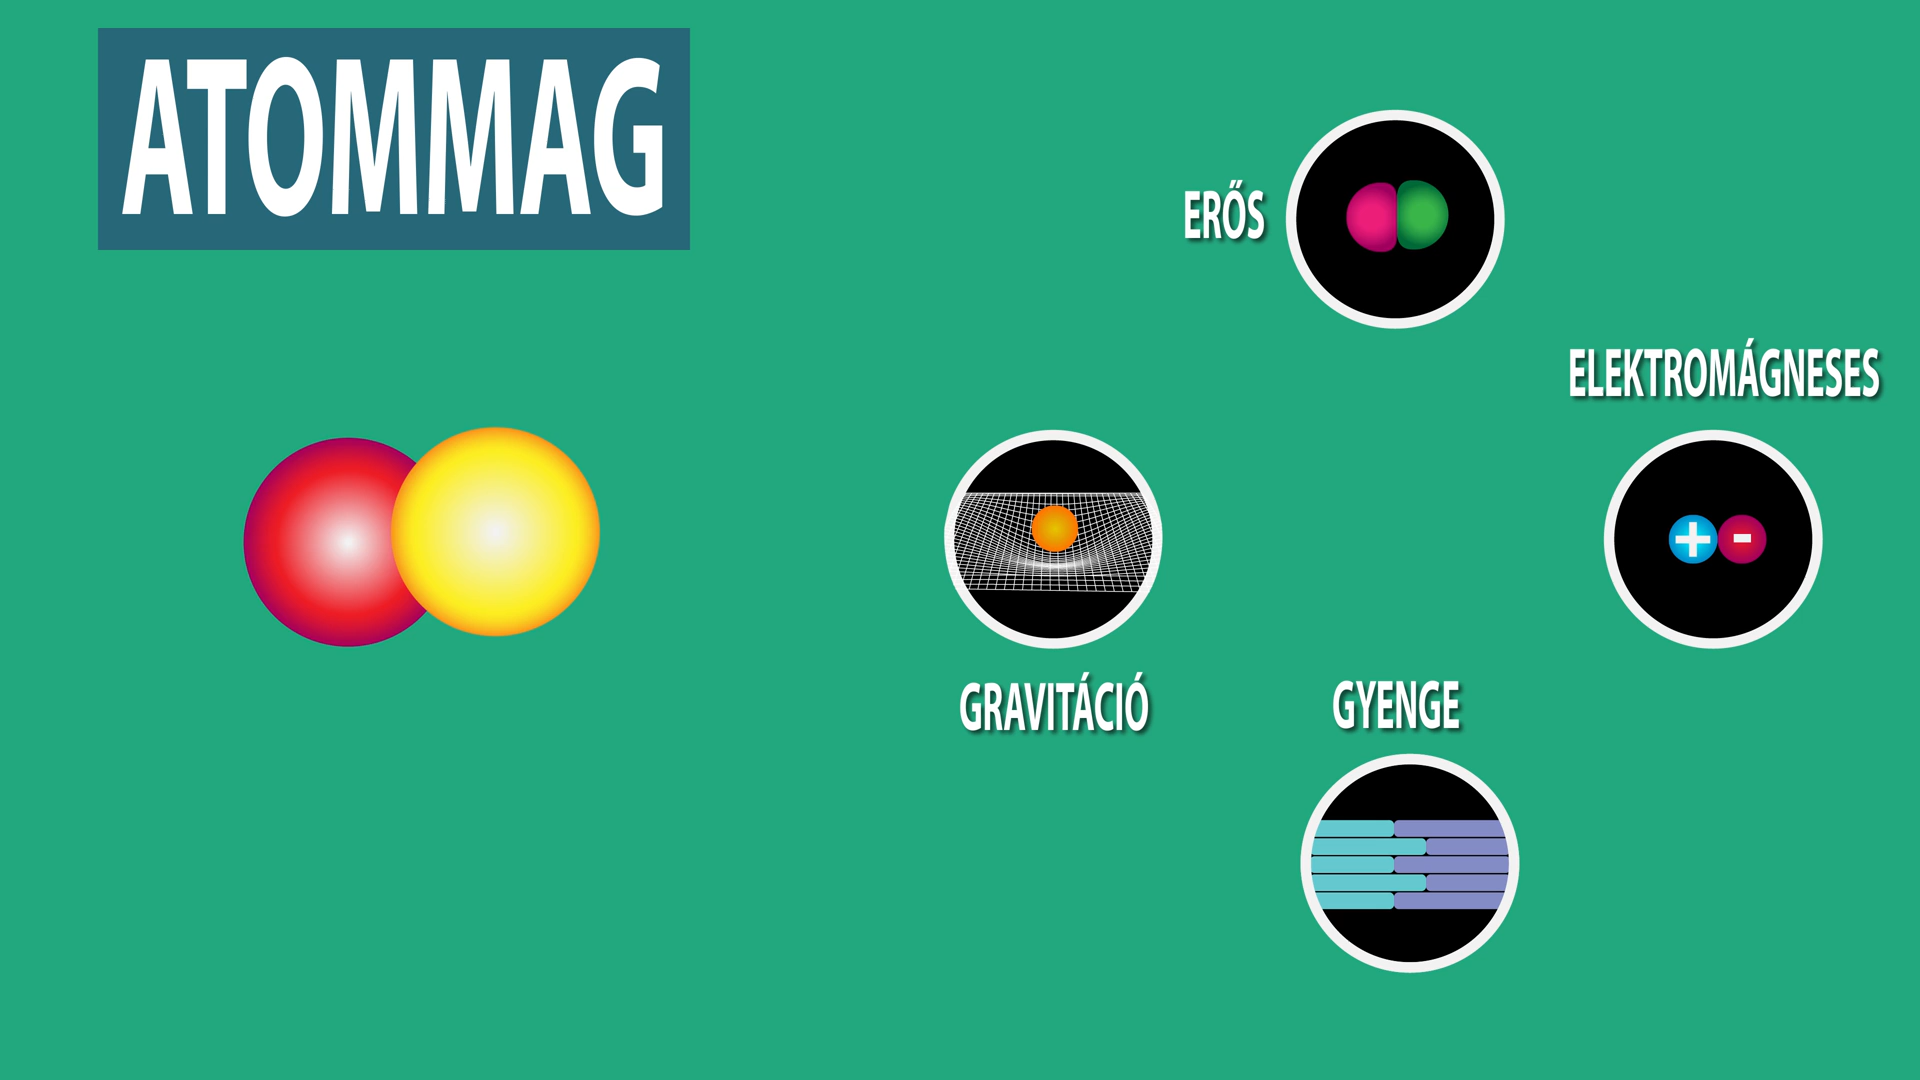 ATOMMAG
ERŐS
ELEKTROMÁGNESES
+ -
GRAVITÁCIÓ
GYENGE